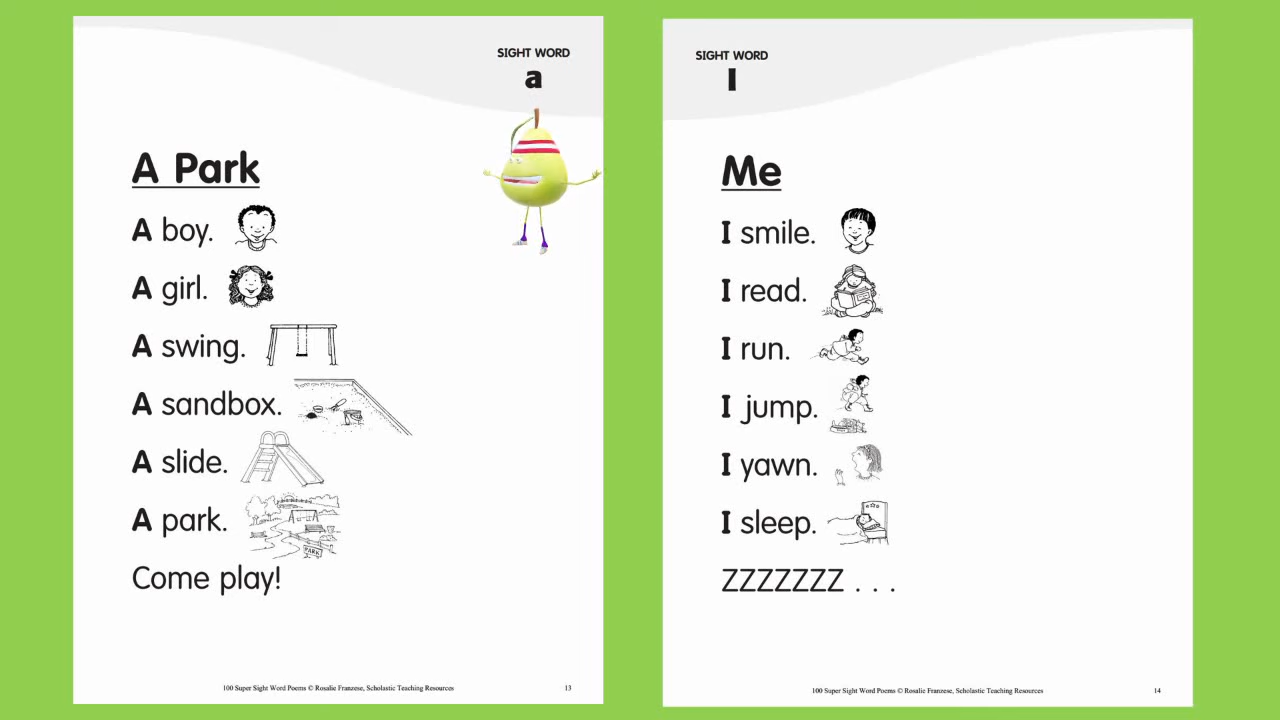 SIGHT WORD
a
A Park
A boy.
A girl.
A swing.
A sandbox.
A slide.
A park.
PARK
Come play!
100 Super Sight Word Poems © Rosalie Franzese, Scholastic Teaching Resources
13
SIGHT WORD
I
Me
I smile.
I read.
I run.
I jump.
I yawn.
I sleep.
ZZZZZZZ . . .
100 Super Sight Word Poems © Rosalie Franzese, Scholastic Teaching Resources
14